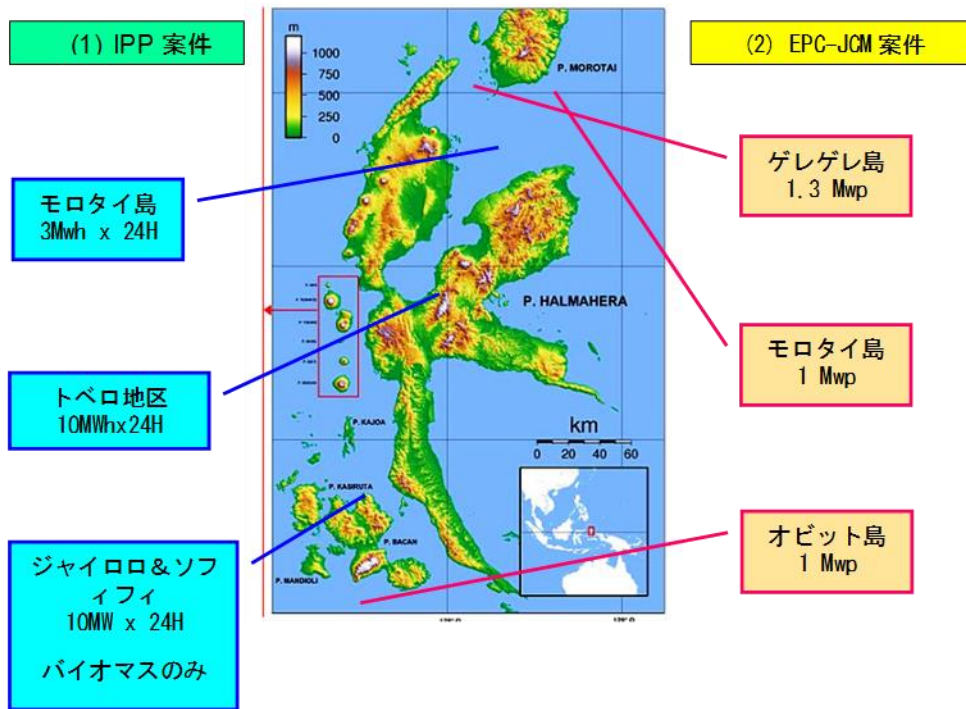 (1) IPP 案件
(2) EPC-JCM 案件
m
1000
750
500
250
0
P. MOROTAI
ゲレゲレ島
1.3 Mwp
モロタイ島
3Mwh x 24H
P. HALMAHERA
モロタイ島
1 Mwp
トベロ地区
10MWhx24H
P. KAJOA
km
0 20 40 60
P. KASIRUTA
P. BACAN
P. MANDIOLI
オビット島
1 Mwp
ジャイロロ&ソフ
ィフィ
10MW x 24H
バイオマスのみ